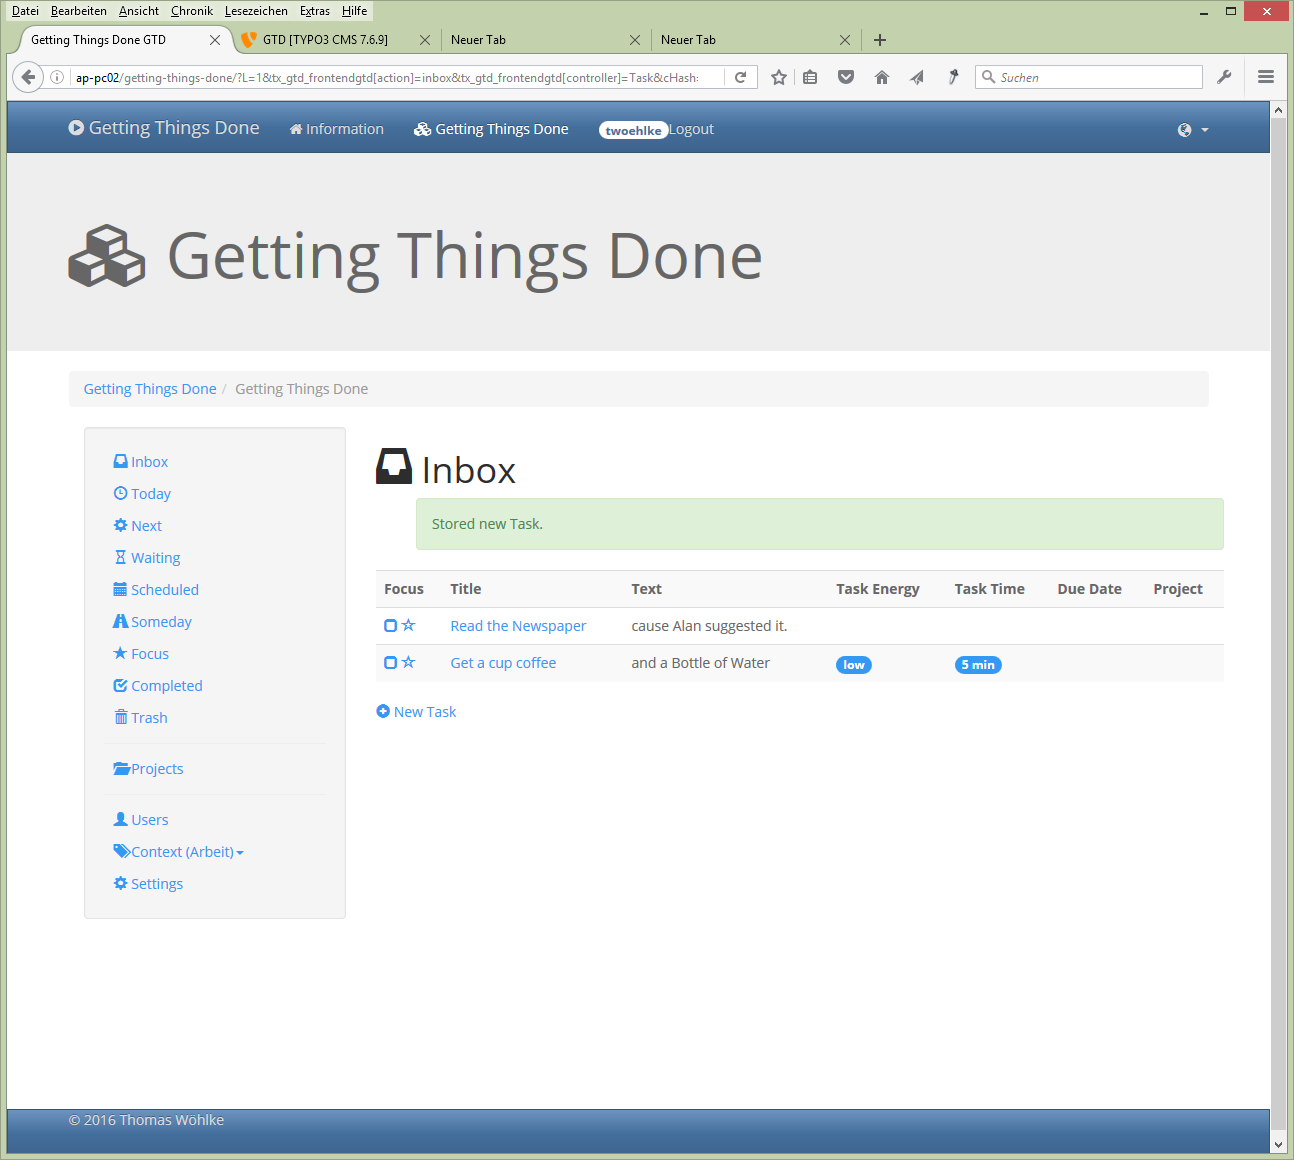 Datei Bearbeiten Ansicht Chronik Lesezeichen Extras Hilfe
Getting Things Done GTD
GTD [TYPO3 CMS 7.6.9]
Neuer Tab
Neuer Tab
ap-pc02/getting-things-done/?L=1&tx_gtd_frontendgtd[action]=inbox&tx_gtd_frontendgtd[controller]=Task&cHash:
Suchen
Getting Things Done
Information
Getting Things Done
twoehlke Logout
Getting Things Done
Getting Things Done / Getting Things Done
Inbox
Today
Next
Waiting
Scheduled
Someday
Focus
Completed
Trash
Projects
Users
Context (Arbeit)
Settings
Inbox
Stored new Task.
Focus Title Text Task Energy Task Time Due Date Project
Read the Newspaper cause Alan suggested it.
Get a cup coffee and a Bottle of Water low 5 min
New Task
© 2016 Thomas Wöhlke